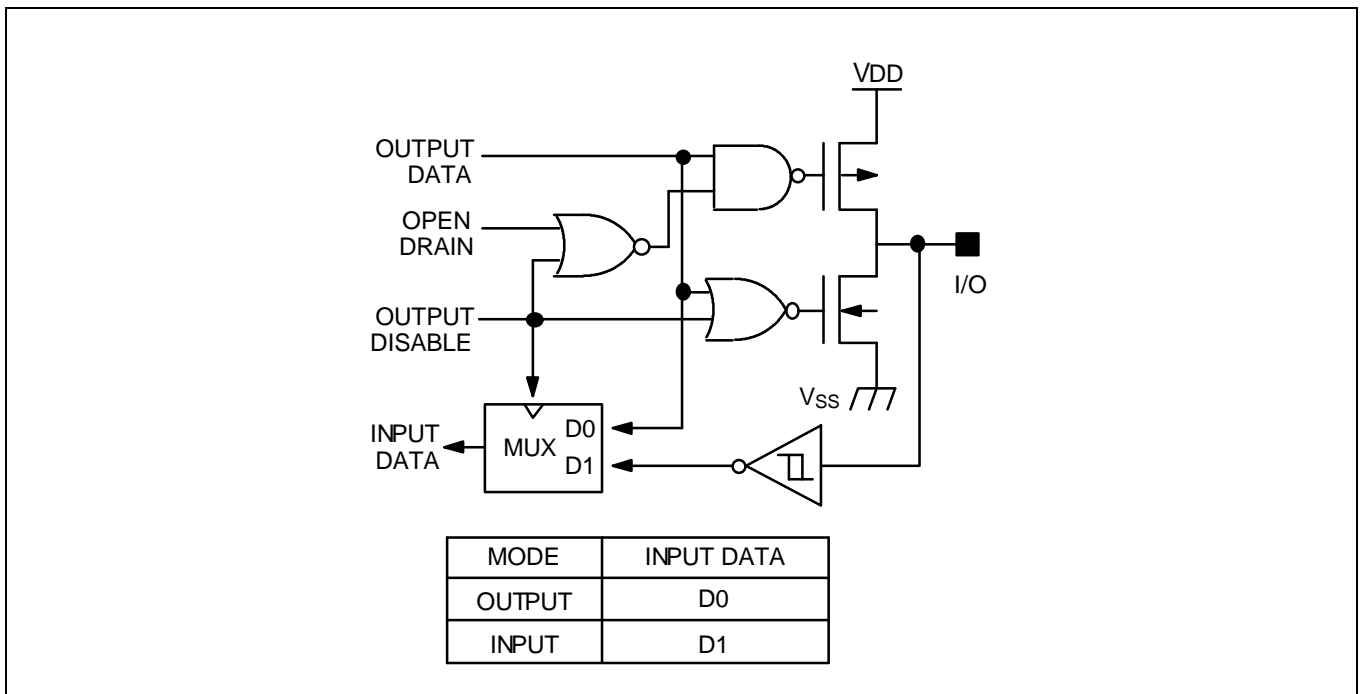 VDD
OUTPUT
DATA
OPEN
DRAIN
I/O
OUTPUT
DISABLE
VSS
INPUT
DATA
MUX
D0
D1
MODE INPUT DATA
OUTPUT D0
INPUT D1